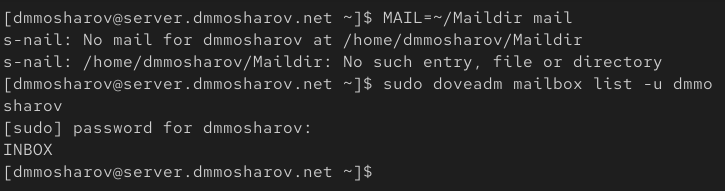 [dmmosharov@server.dmmosharov.net ~]$ MAIL=~/Maildir mail
s-nail: No mail for dmmosharov at /home/dmmosharov/Maildir
s-nail: /home/dmmosharov/Maildir: No such entry, file or directory
[dmmosharov@server.dmmosharov.net ~]$ sudo doveadm mailbox list -u dmmo
sharov
[sudo] password for dmmosharov:
INBOX
[dmmosharov@server.dmmosharov.net ~]$